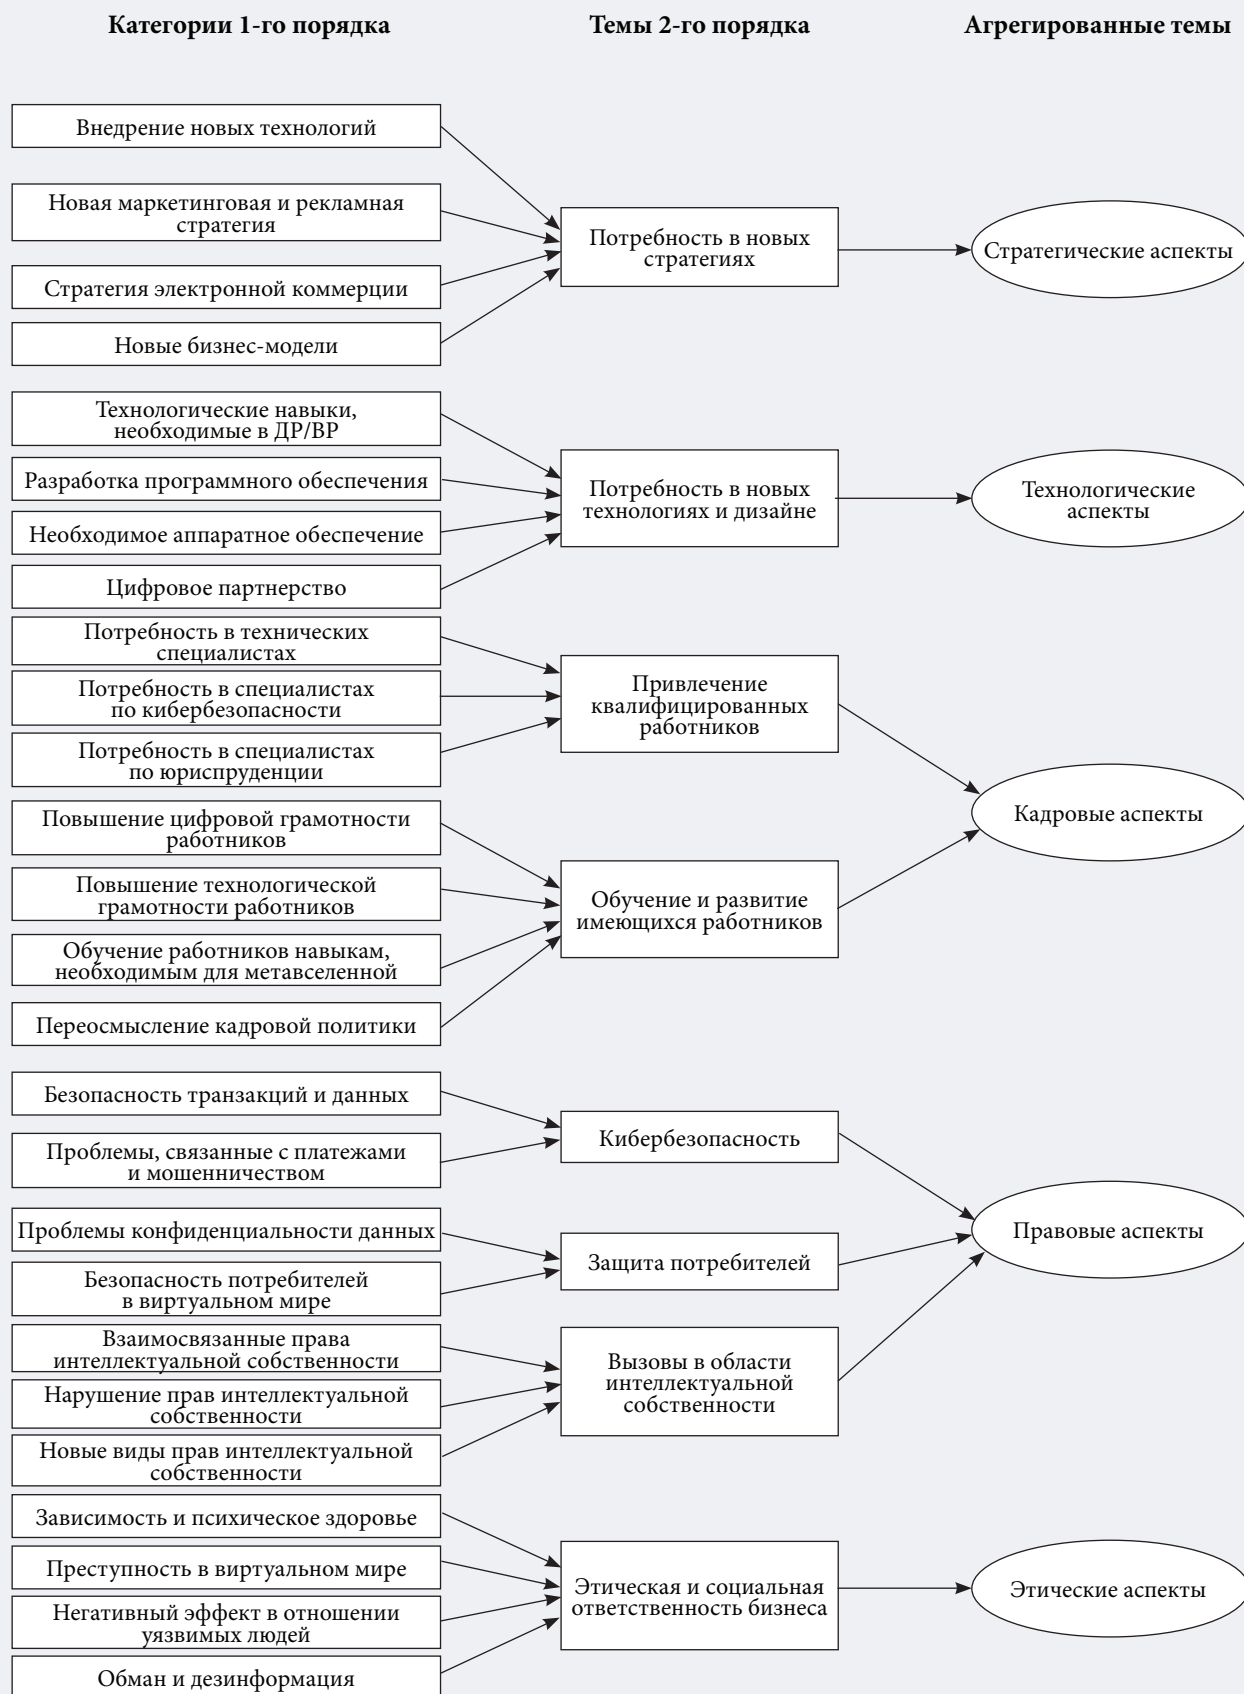 Категории 1-го порядка
Темы 2-го порядка
Агрегированные темы
Внедрение новых технологий
Новая маркетинговая и рекламная
стратегия
Стратегия электронной коммерции
Новые бизнес-модели
Потребность в новых
стратегиях
Стратегические аспекты
Технологические навыки,
необходимые в ДР/ВР
Разработка программного обеспечения
Необходимое аппаратное обеспечение
Цифровое партнерство
Потребность в новых
технологиях и дизайне
Технологические
аспекты
Потребность в технических
специалистах
Потребность в специалистах
по кибербезопасности
Потребность в специалистах
по юриспруденции
Привлечение
квалифицированных
работников
Повышение цифровой грамотности
работников
Повышение технологической
грамотности работников
Обучение работников навыкам,
необходимым для метавселенной
Переосмысление кадровой политики
Обучение и развитие
имеющихся работников
Кадровые аспекты
Безопасность транзакций и данных
Проблемы, связанные с платежами
и мошенничеством
Кибербезопасность
Проблемы конфиденциальности данных
Безопасность потребителей
в виртуальном мире
Защита потребителей
Взаимосвязанные права
интеллектуальной собственности
Нарушение прав интеллектуальной
собственности
Новые виды прав интеллектуальной
собственности
Вызовы в области
интеллектуальной
собственности
Правовые аспекты
Зависимость и психическое здоровье
Преступность в виртуальном мире
Негативный эффект в отношении
уязвимых людей
Обман и дезинформация
Этическая и социальная
ответственность бизнеса
Этические аспекты